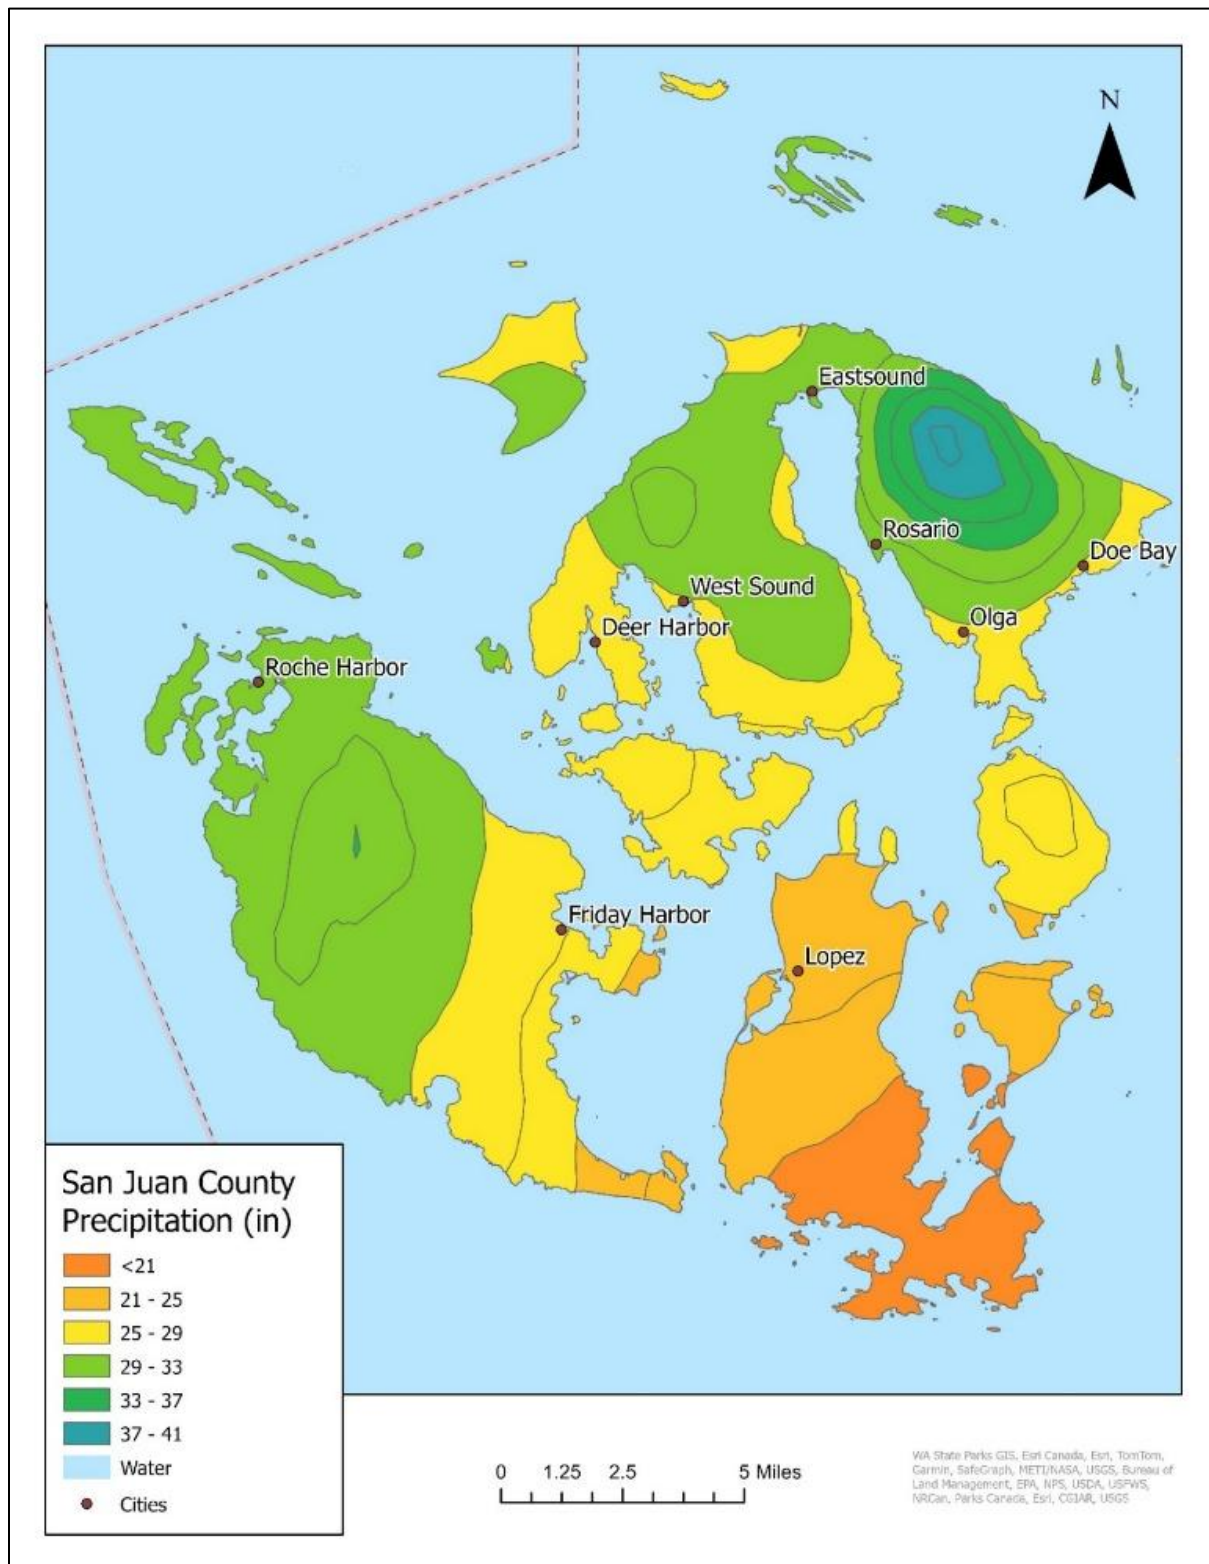 N
Eastsound
Rosario
Doe Bay
West Sound
Olga
Deer Harbor
Roche Harbor
Friday Harbor
Lopez
San Juan County
Precipitation (in)
<21
21 - 25
25 - 29
29 - 33
33 - 37
37 - 41
Water
Cities
0 1.25 2.5 5 Miles
WA State Parks GIS, Esri Canada, Esri, TomTom,
Garmin, SafeGraph, METI/NASA, USGS, Bureau of
Land Management, EPA, NPS, USDA, USFWS,
NRCan, Parks Canada, Esri, CGIAR, USGS